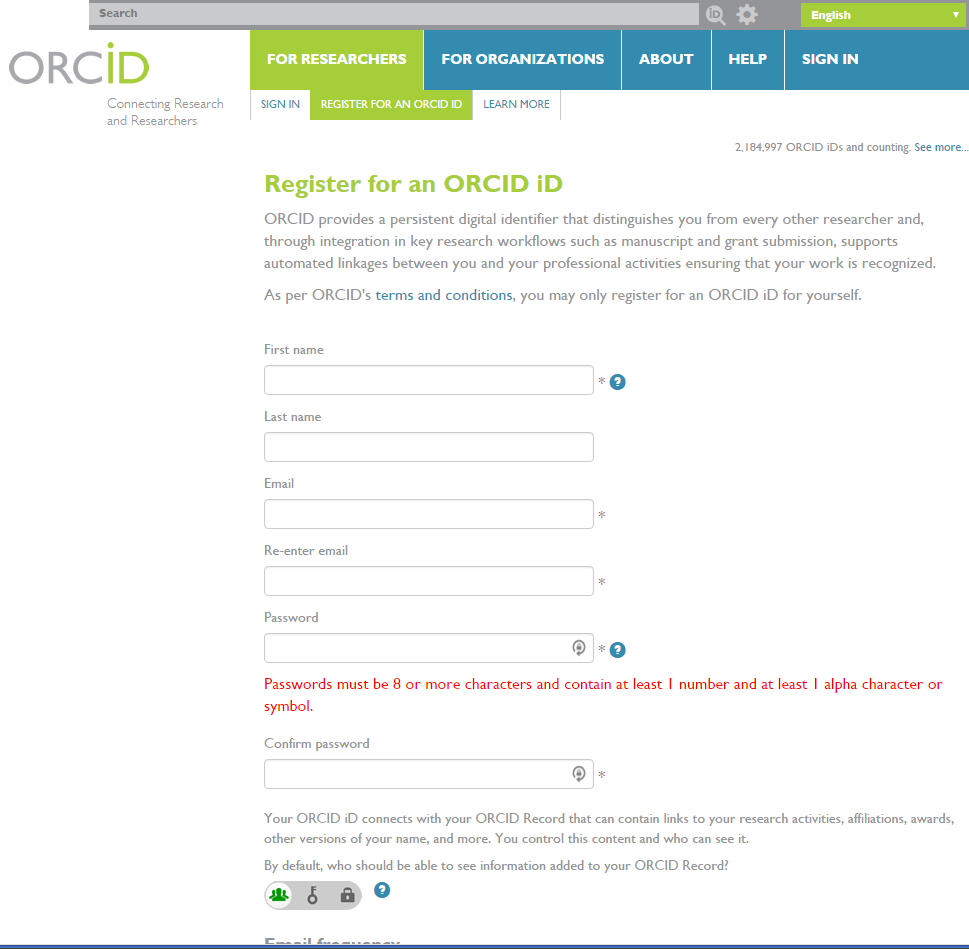 Search
iD
English
ORCiD
Connecting Research
and Researchers
FOR RESEARCHERS
FOR ORGANIZATIONS
ABOUT
HELP
SIGN IN
SIGN IN
REGISTER FOR AN ORCID ID
LEARN MORE
2,184,997 ORCID iDs and counting. See more...
Register for an ORCID iD
ORCID provides a persistent digital identifier that distinguishes you from every other researcher and,
through integration in key research workflows such as manuscript and grant submission, supports
automated linkages between you and your professional activities ensuring that your work is recognized.
As per ORCID's terms and conditions, you may only register for an ORCID iD for yourself.
First name
* ?
Last name
Email
*
Re-enter email
*
Password
* ?
Passwords must be 8 or more characters and contain at least 1 number and at least 1 alpha character or
symbol.
Confirm password
*
Your ORCID iD connects with your ORCID Record that can contain links to your research activities, affiliations, awards,
other versions of your name, and more. You control this content and who can see it.
By default, who should be able to see information added to your ORCID Record?
?
Email frequency